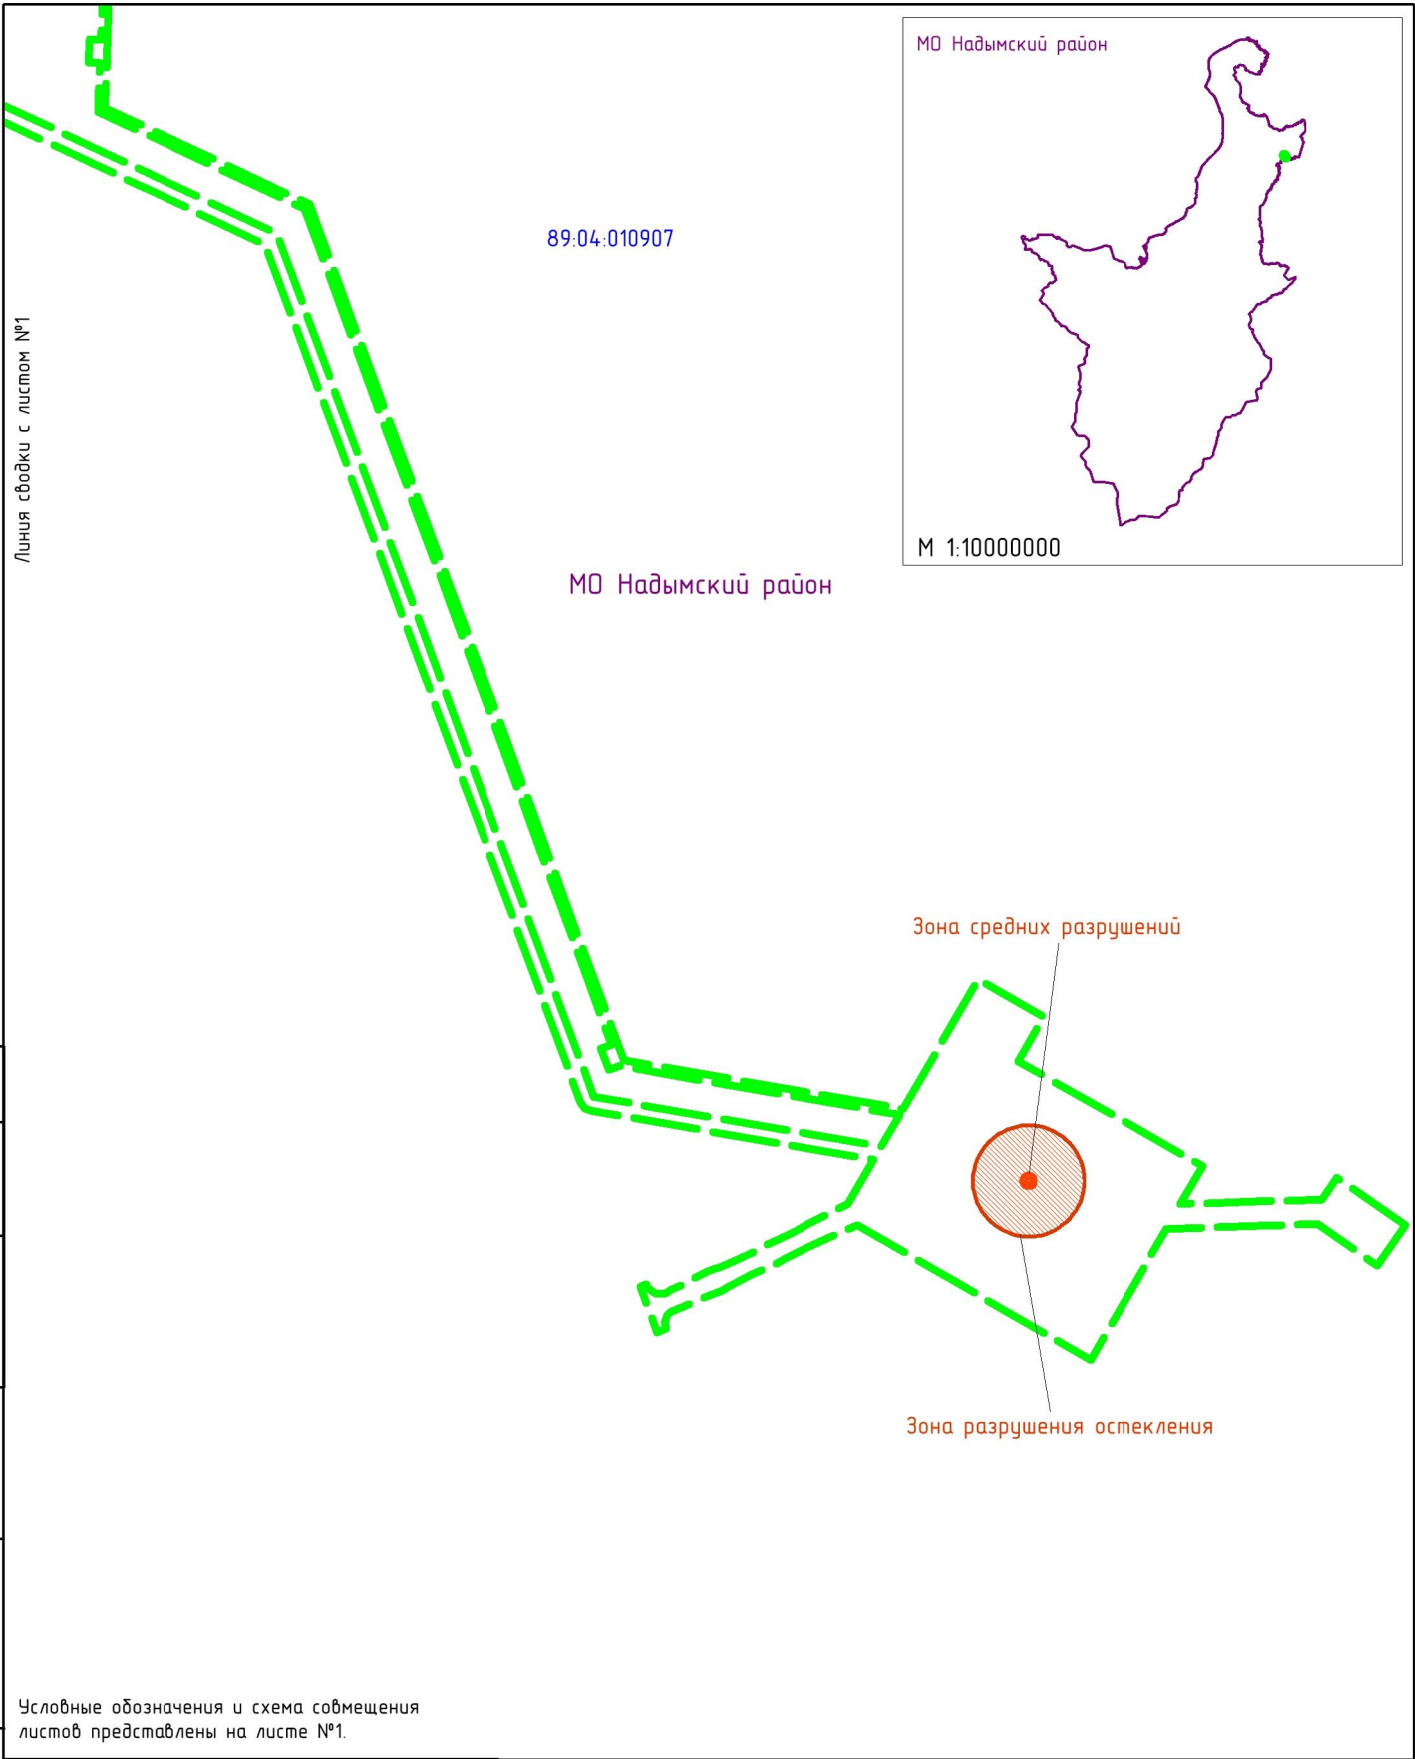 МО Надымский район
89:04:010907
Линия сводки с листом №1
М 1:10000000
МО Надымский район
Зона средних разрушений
Зона разрушения остекления
Условные обозначения и схема совмещения
листов представлены на листе №1.